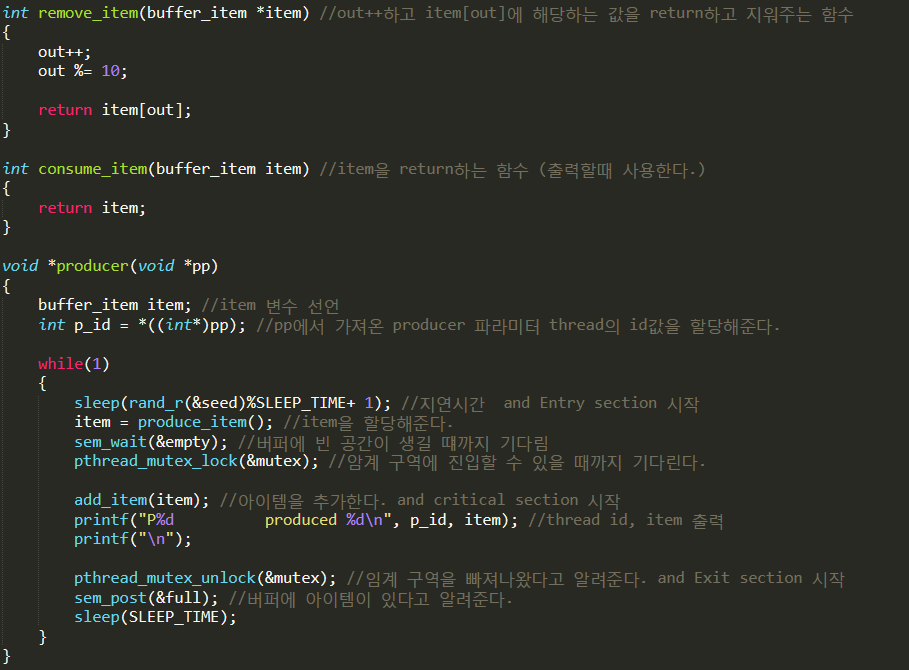 int remove_item(buffer_item *item) //out++하고 item[out]에 해당하는 값을 return하고 지워주는 함수
{
    out++;
    out %= 10;

    return item[out];
}

int consume_item(buffer_item item) //item을 return하는 함수 (출력할때 사용한다.)
{
    return item;
}

void *producer(void *pp)
{
    buffer_item item; //item 변수 선언
    int p_id = *((int*)pp); //pp에서 가져온 producer 파라미터 thread의 id값을 할당해준다.

    while(1)
    {
        sleep(rand_r(&seed)%SLEEP_TIME+ 1); //지연시간  and Entry section 시작
        item = produce_item(); //item을 할당해준다.
        sem_wait(&empty); //버퍼에 빈 공간이 생길 떄까지 기다림
        pthread_mutex_lock(&mutex); //암계 구역에 진입할 수 있을 때까지 기다린다.

        add_item(item); //아이템을 추가한다. and critical section 시작
        printf("P%d          produced %d\n", p_id, item); //thread id, item 출력
        printf("\n");

        pthread_mutex_unlock(&mutex); //임계 구역을 빠져나왔다고 알려준다. and Exit section 시작
        sem_post(&full); //버퍼에 아이템이 있다고 알려준다.
        sleep(SLEEP_TIME);
    }
}